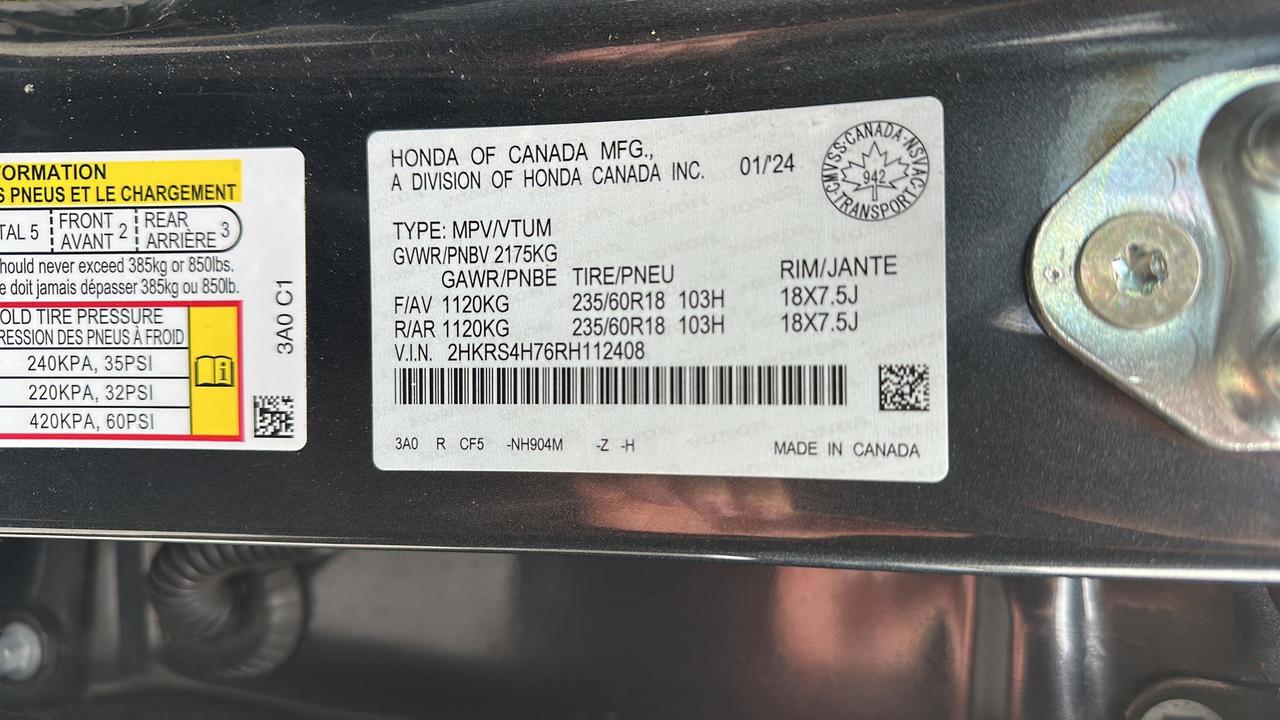 FORMATION
S PNEUS ET LE CHARGEMENT
TAL 5 FRONT 2 REAR 3
AVANT ARRIÈRE
hould never exceed 385kg or 850lbs.
e doit jamais dépasser 385kg ou 850lb.
OLD TIRE PRESSURE
RESSION DES PNEUS À FROID
240KPA, 35PSI
220KPA, 32PSI
420KPA, 60PSI
3A0 C1
HONDA OF CANADA MFG.,
A DIVISION OF HONDA CANADA INC. 01/'24
CMVSS·CANADA·NSVAC
942
TRANSPORT
TYPE: MPV/VTUM
GVWR/PNBV 2175KG
GAWR/PNBE TIRE/PNEU RIM/JANTE
F/AV 1120KG 235/60R18 103H 18X7.5J
R/AR 1120KG 235/60R18 103H 18X7.5J
V.I.N. 2HKRS4H76RH112408
3A0 R CF5 -NH904M -Z -H MADE IN CANADA